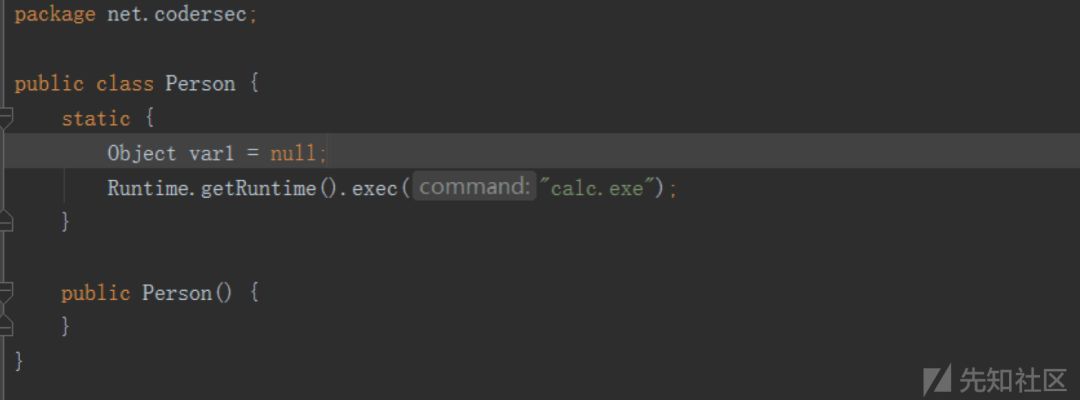 package net.codersec;
public class Person {
static {
Object var1 = null;
Runtime.getRuntime().exec( command: "calc.exe");
}
public Person() {
}
}
先知社区